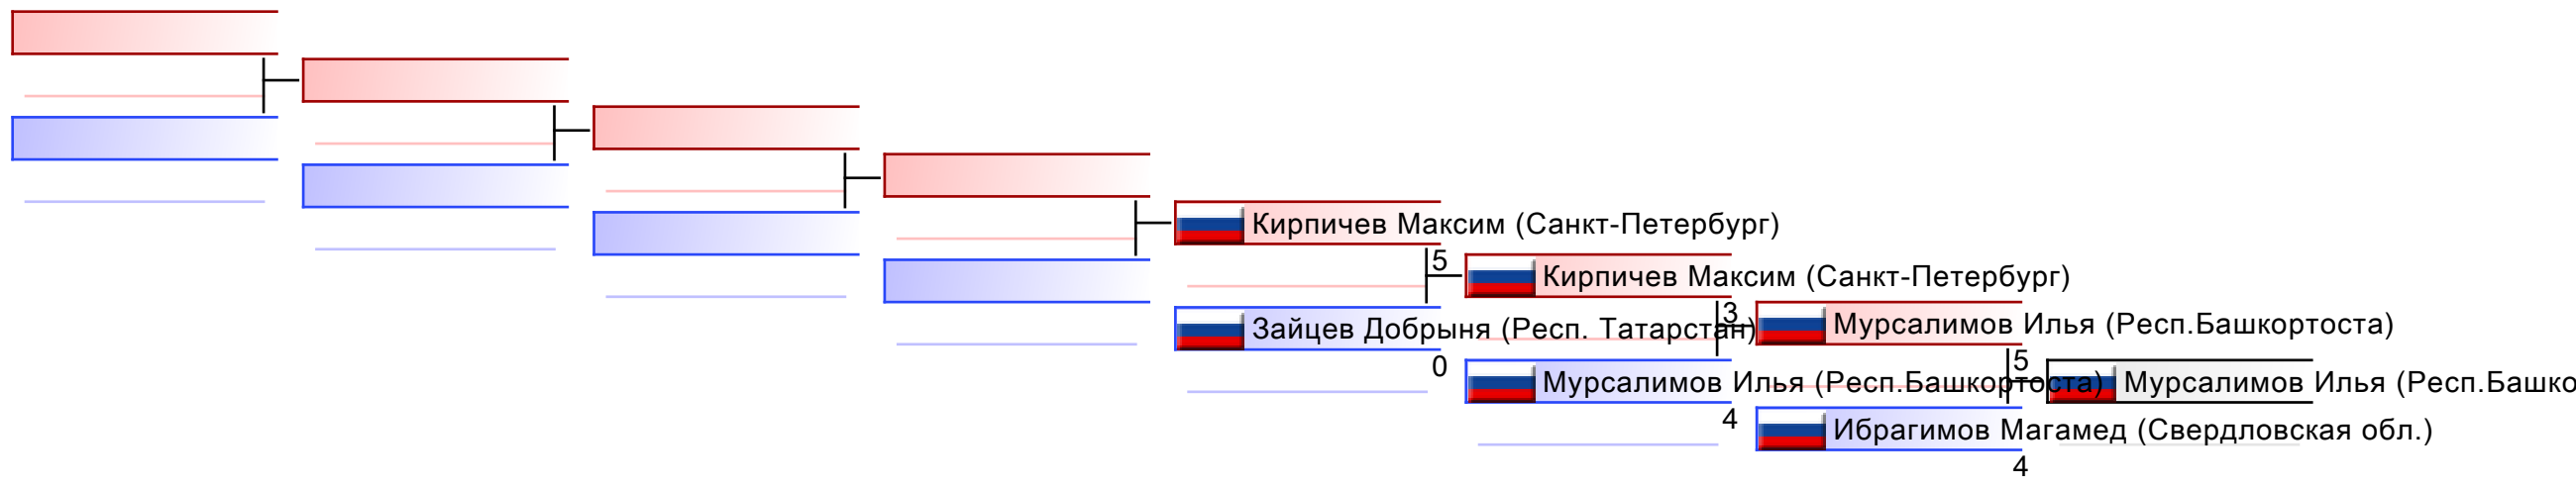 Кирпичев Максим (Санкт-Петербург)
5
Кирпичев Максим (Санкт-Петербург)
Зайцев Добрыня (Респ. Татарстан)
3
Мурсалимов Илья (Респ.Башкортоста)
0
Мурсалимов Илья (Респ.Башкортоста)
5
Мурсалимов Илья (Респ.Башко
4
Ибрагимов Магамед (Свердловская обл.)
4